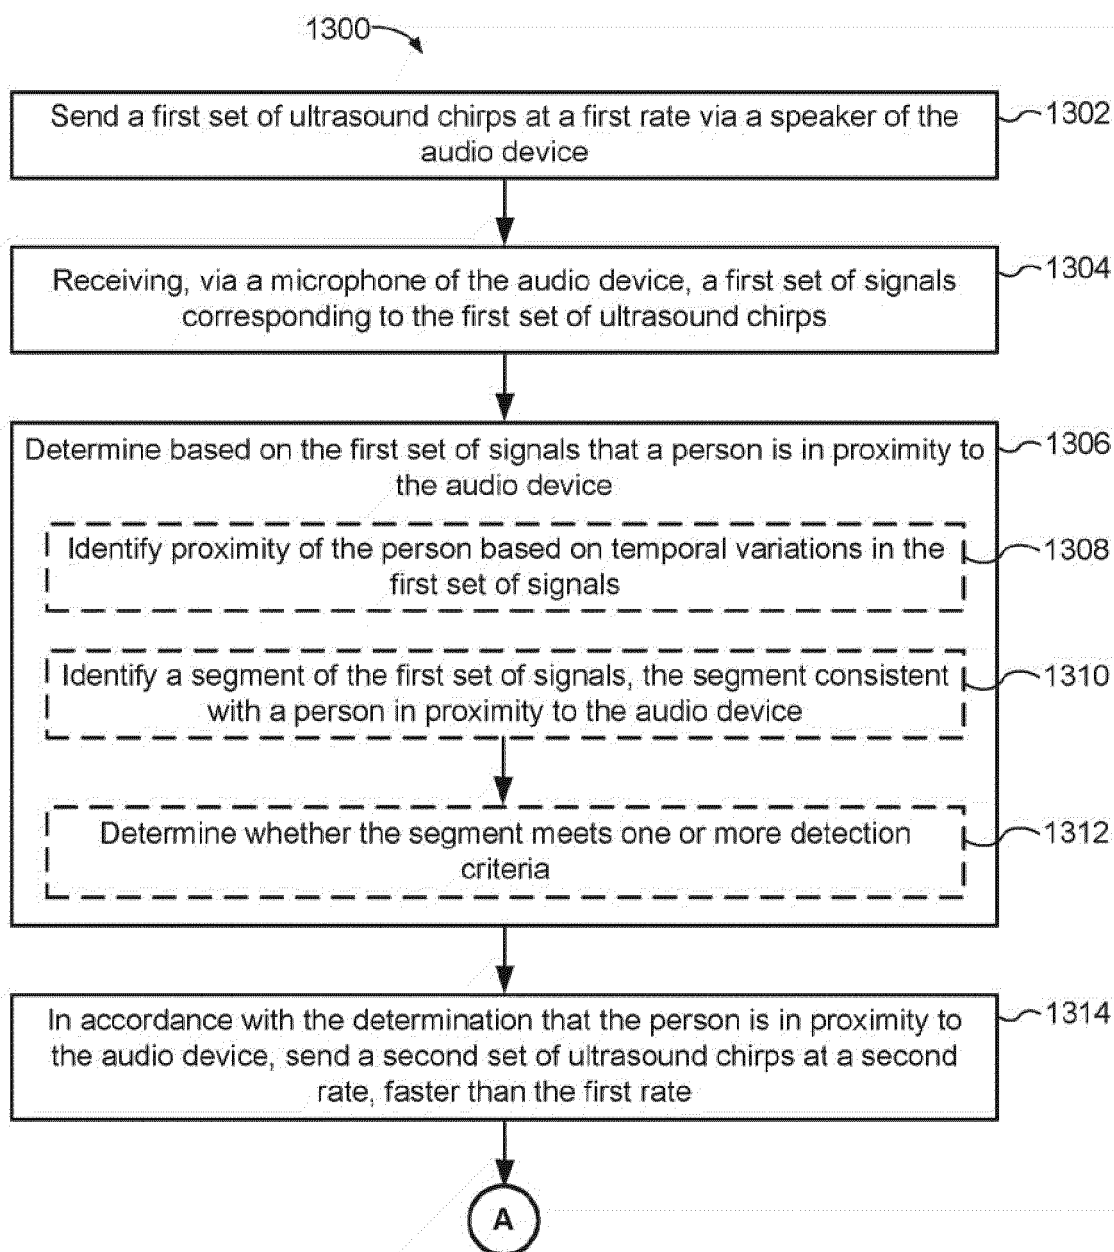 1300
Send a first set of ultrasound chirps at a first rate via a speaker of the
audio device
1302
Receiving, via a microphone of the audio device, a first set of signals
corresponding to the first set of ultrasound chirps
1304
Determine based on the first set of signals that a person is in proximity to
the audio device
1306
Identify proximity of the person based on temporal variations in the
first set of signals
1308
Identify a segment of the first set of signals, the segment consistent
with a person in proximity to the audio device
1310
Determine whether the segment meets one or more detection
criteria
1312
In accordance with the determination that the person is in proximity to
the audio device, send a second set of ultrasound chirps at a second
rate, faster than the first rate
1314
A